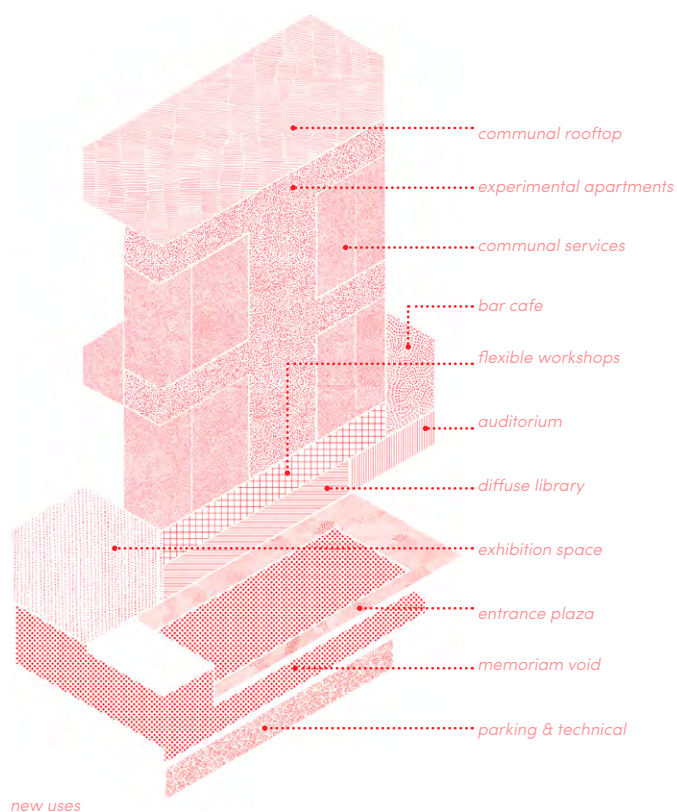 communal rooftop
experimental apartments
communal services
bar cafe
flexible workshops
auditorium
diffuse library
exhibition space
entrance plaza
memoriam void
parking & technical
new uses